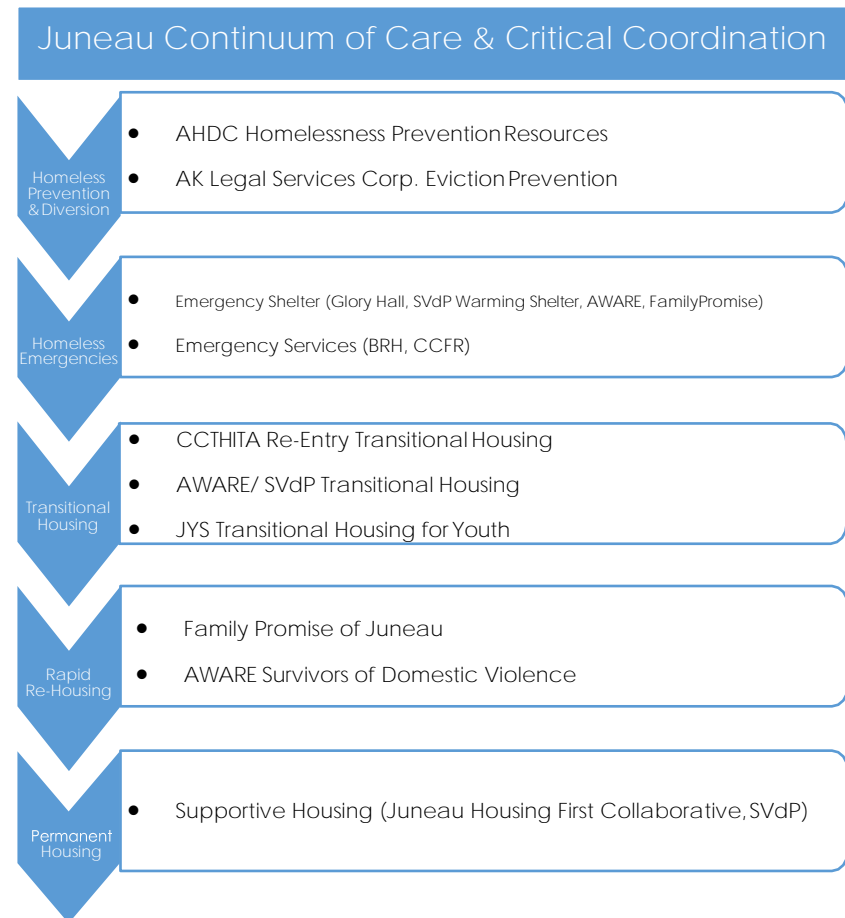 Juneau Continuum of Care & Critical Coordination
Homeless
Prevention
& Diversion
• AHDC Homelessness Prevention Resources
• AK Legal Services Corp. Eviction Prevention
Homeless
Emergencies
• Emergency Shelter (Glory Hall, SVdP Warming Shelter, AWARE, FamilyPromise)
• Emergency Services (BRH, CCFR)
Transitional
Housing
• CCTHITA Re-Entry Transitional Housing
• AWARE/ SVdP Transitional Housing
• JYS Transitional Housing for Youth
Rapid
Re-Housing
• Family Promise of Juneau
• AWARE Survivors of Domestic Violence
Permanent
Housing
• Supportive Housing (Juneau Housing First Collaborative, SVdP)